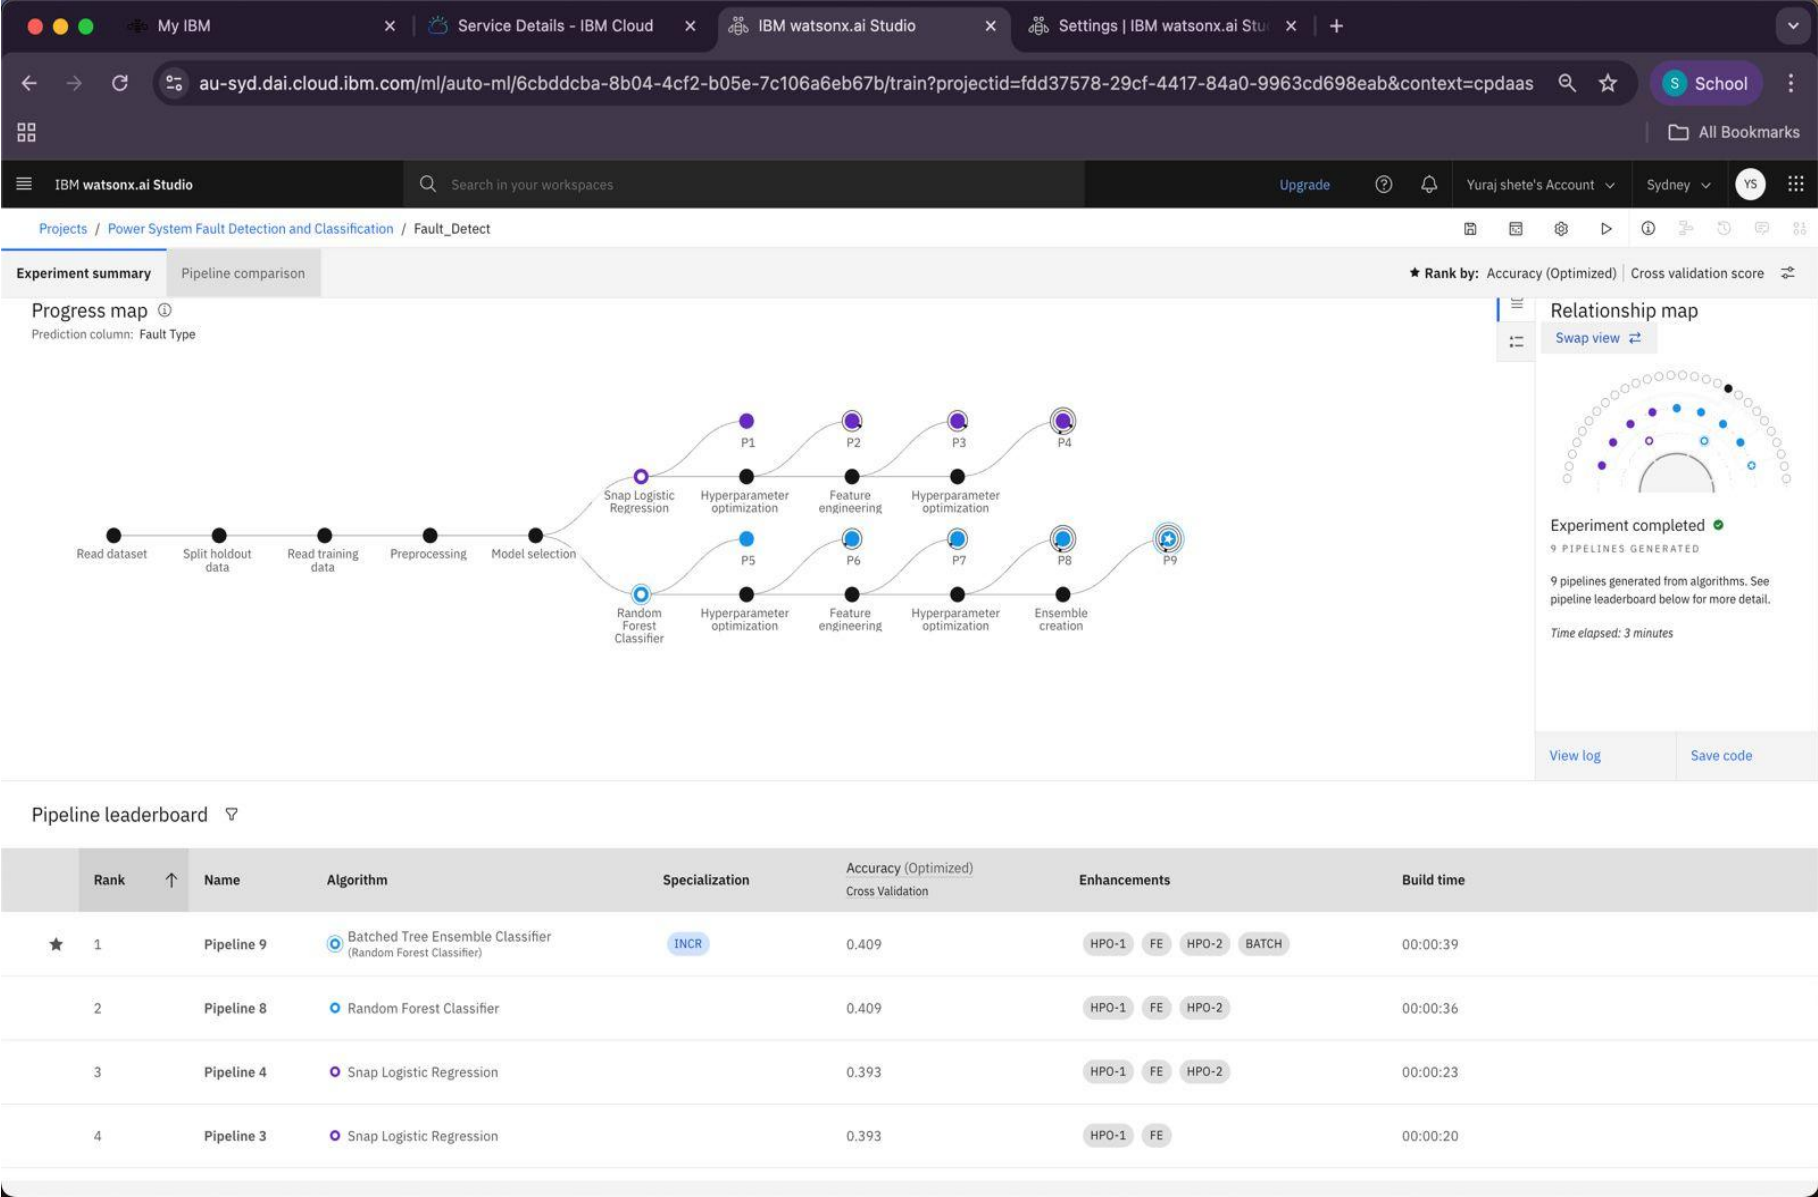 My IBM
Service Details - IBM Cloud
IBM watsonx.ai Studio
Settings | IBM watsonx.ai Stu
au-syd.dai.cloud.ibm.com/ml/auto-ml/6cbddcba-8b04-4cf2-b05e-7c106a6eb67b/train?projectid=fdd37578-29cf-4417-84a0-9963cd698eab&context=cpdaas
S School
All Bookmarks
IBM watsonx.ai Studio
Search in your workspaces
Upgrade
Yuraj shete's Account
Sydney
YS
Projects / Power System Fault Detection and Classification / Fault_Detect
Experiment summary
Pipeline comparison
Rank by: Accuracy (Optimized) | Cross validation score
Progress map
Prediction column: Fault Type
Relationship map
Swap view
P1
P2
P3
P4
Snap Logistic
Regression
Hyperparameter
optimization
Feature
engineering
Hyperparameter
optimization
Read dataset
Split holdout
data
Read training
data
Preprocessing
Model selection
P5
P6
P7
P8
P9
Random
Forest
Classifier
Hyperparameter
optimization
Feature
engineering
Hyperparameter
optimization
Ensemble
creation
Experiment completed
9 PIPELINES GENERATED
9 pipelines generated from algorithms. See
pipeline leaderboard below for more detail.
Time elapsed: 3 minutes
View log
Save code
Pipeline leaderboard
Rank Name Algorithm Specialization Accuracy (Optimized) Enhancements Build time
Cross Validation
1 Pipeline 9 Batched Tree Ensemble Classifier INCR 0.409 HPO-1 FE HPO-2 BATCH 00:00:39
(Random Forest Classifier)
2 Pipeline 8 Random Forest Classifier 0.409 HPO-1 FE HPO-2 00:00:36
3 Pipeline 4 Snap Logistic Regression 0.393 HPO-1 FE HPO-2 00:00:23
4 Pipeline 3 Snap Logistic Regression 0.393 HPO-1 FE 00:00:20